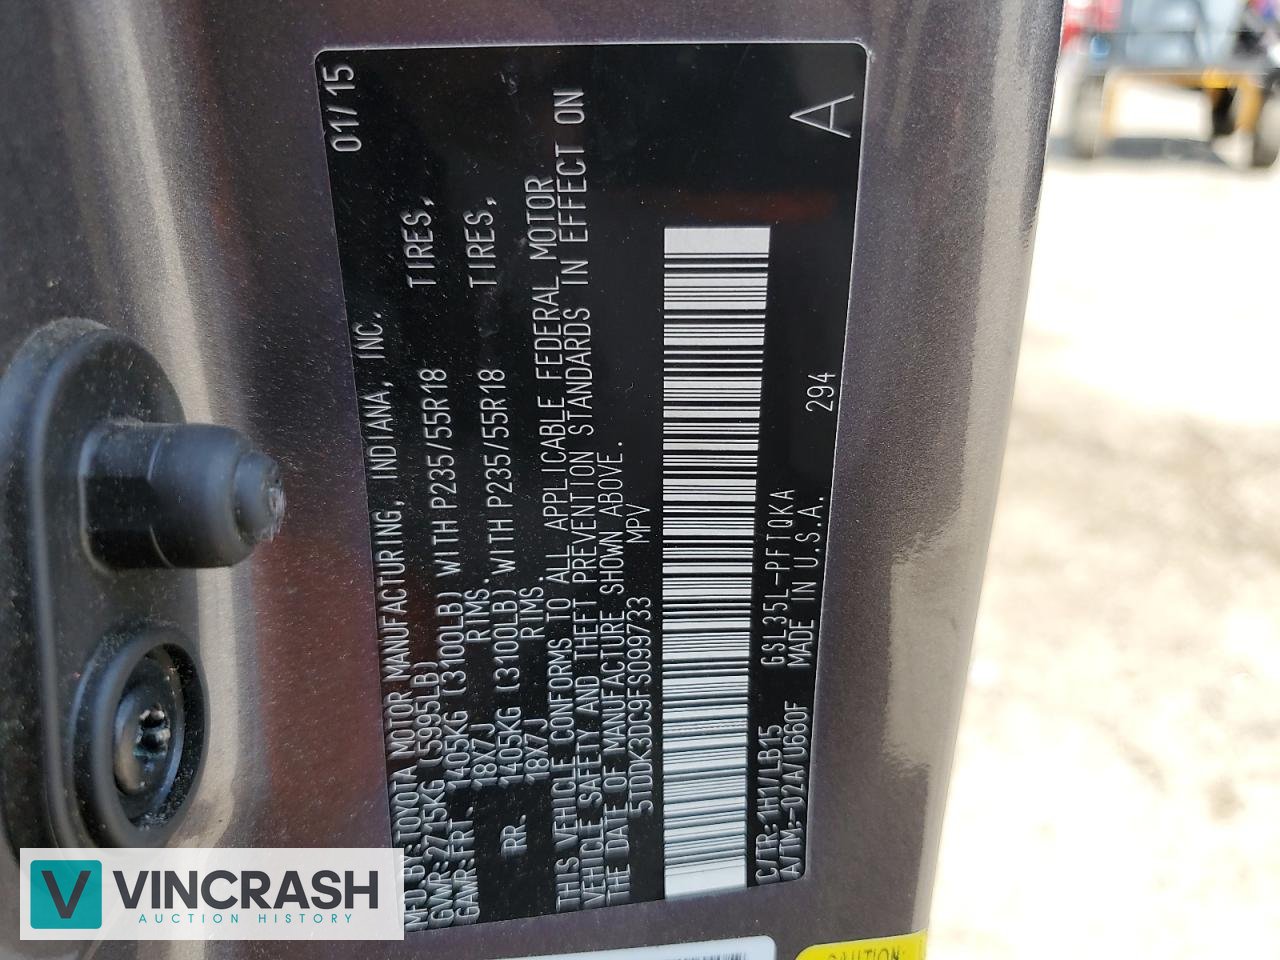 MFD BY: TOYOTA MOTOR MANUFACTURING, INDIANA, INC. 01/15
GVWR: 2715KG (5995LB)
GAWR: FRT. 1405KG (3100LB) WITH P235/55R18 TIRES,
18X7J RIMS.
RR. 1405KG (3100LB) WITH P235/55R18 TIRES,
18X7J RIMS.
THIS VEHICLE CONFORMS TO ALL APPLICABLE FEDERAL MOTOR
VEHICLE SAFETY AND THEFT PREVENTION STANDARDS IN EFFECT ON
THE DATE OF MANUFACTURE SHOWN ABOVE.
5TDDK3DC9FS099733 MPV
C/TR: 1H1/LB15 GSL35L-PFTQKA
A/TM: -02A/U660F MADE IN U.S.A. 294
A
CAUTION:
V VINCRASH
AUCTION HISTORY